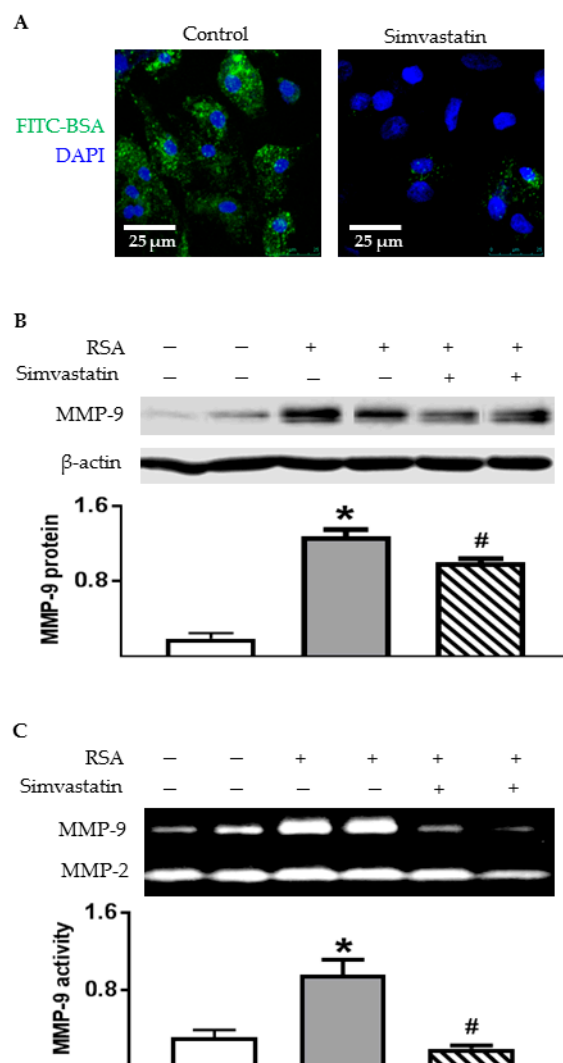 A
Control
Simvastatin
FITC-BSA
DAPI
25 µm
25 µm
B
RSA – – + + + +
Simvastatin – – – – + +
MMP-9
β-actin
1.6
*
#
0.8
MMP-9 protein
C
RSA – – + + + +
Simvastatin – – – – + +
MMP-9
MMP-2
1.6
*
0.8
#
MMP-9 activity